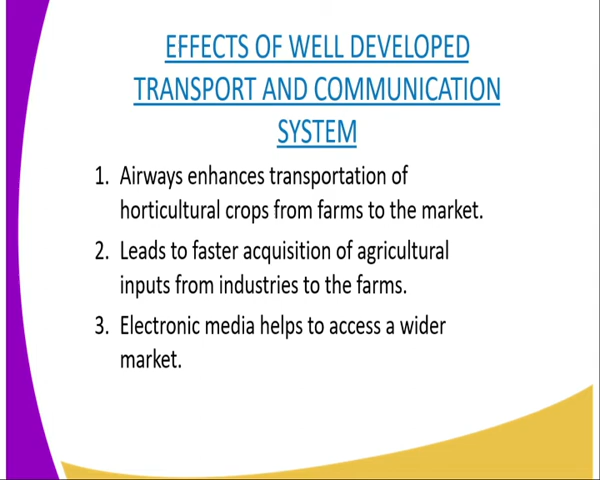 EFFECTS OF WELL DEVELOPED
TRANSPORT AND COMMUNICATION
SYSTEM
1. Airways enhances transportation of
horticultural crops from farms to the market.
2. Leads to faster acquisition of agricultural
inputs from industries to the farms.
3. Electronic media helps to access a wider
market.